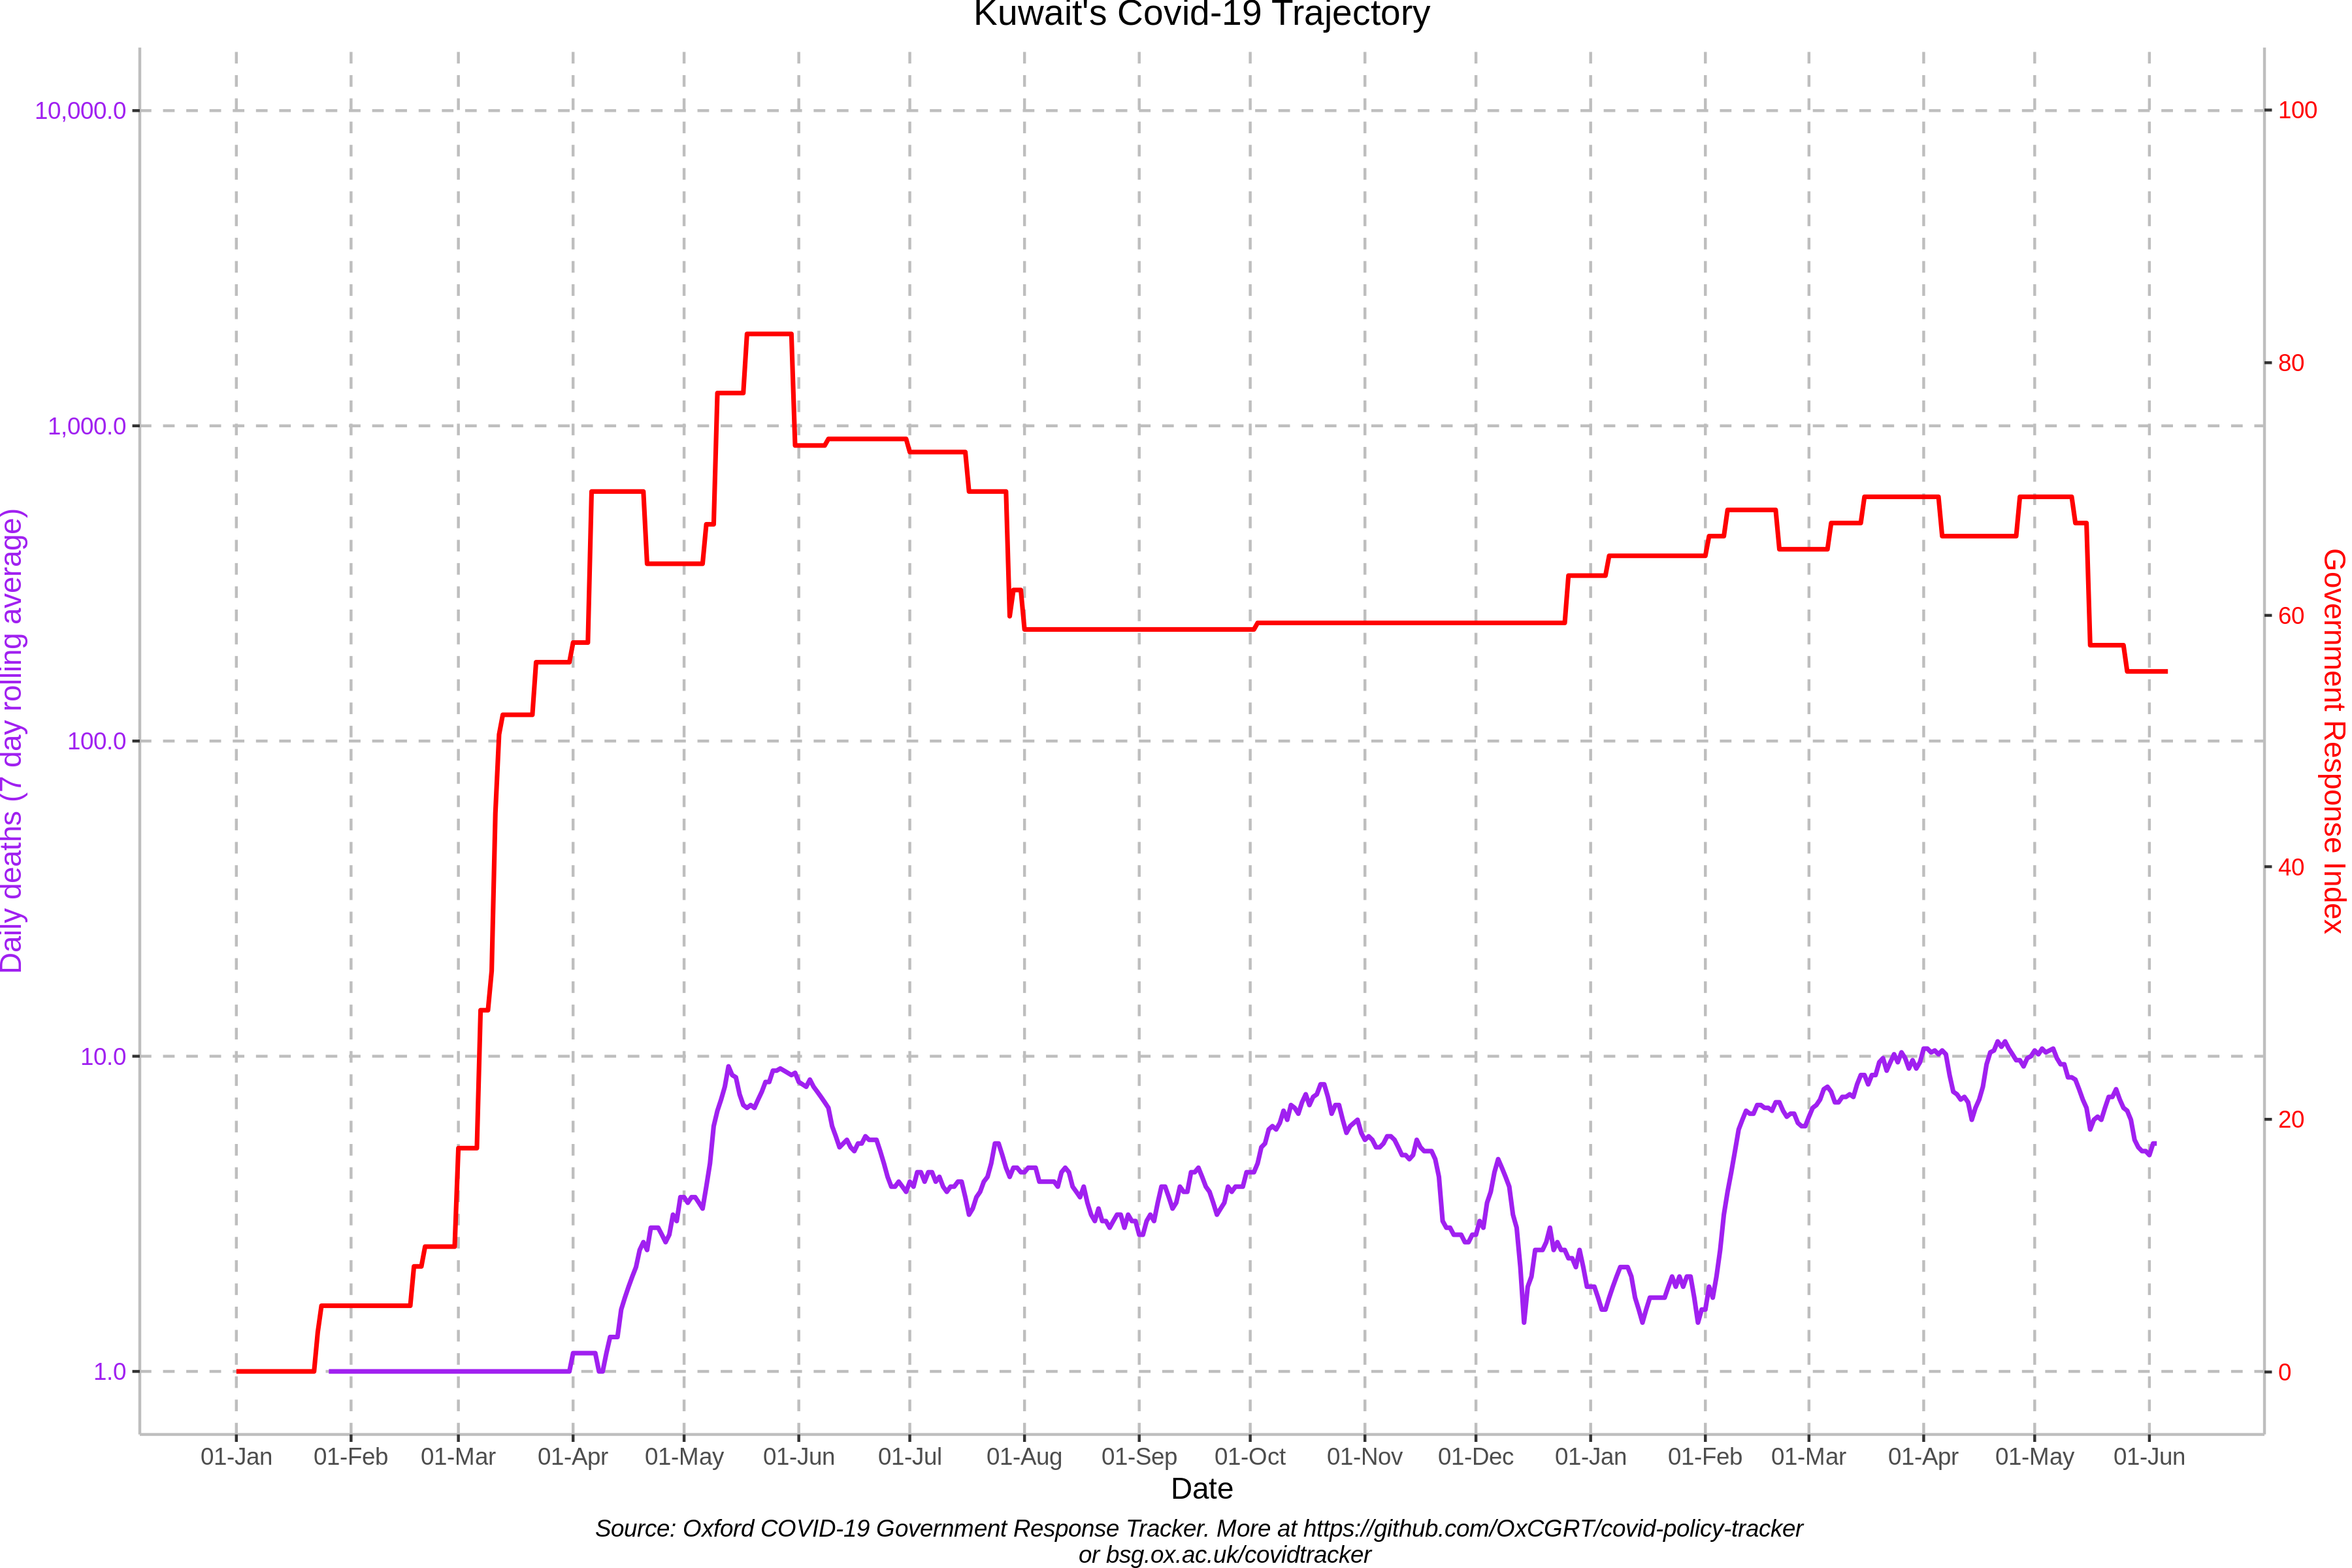 Kuwait's Covid-19 Trajectory
10,000.0
1,000.0
100.0
10.0
1.0
Daily deaths (7 day rolling average)
100
80
60
40
20
0
Government Response Index
01-Jan 01-Feb 01-Mar 01-Apr 01-May 01-Jun 01-Jul 01-Aug 01-Sep 01-Oct 01-Nov 01-Dec 01-Jan 01-Feb 01-Mar 01-Apr 01-May 01-Jun
Date
Source: Oxford COVID-19 Government Response Tracker. More at https://github.com/OxCGRT/covid-policy-tracker
or bsg.ox.ac.uk/covidtracker